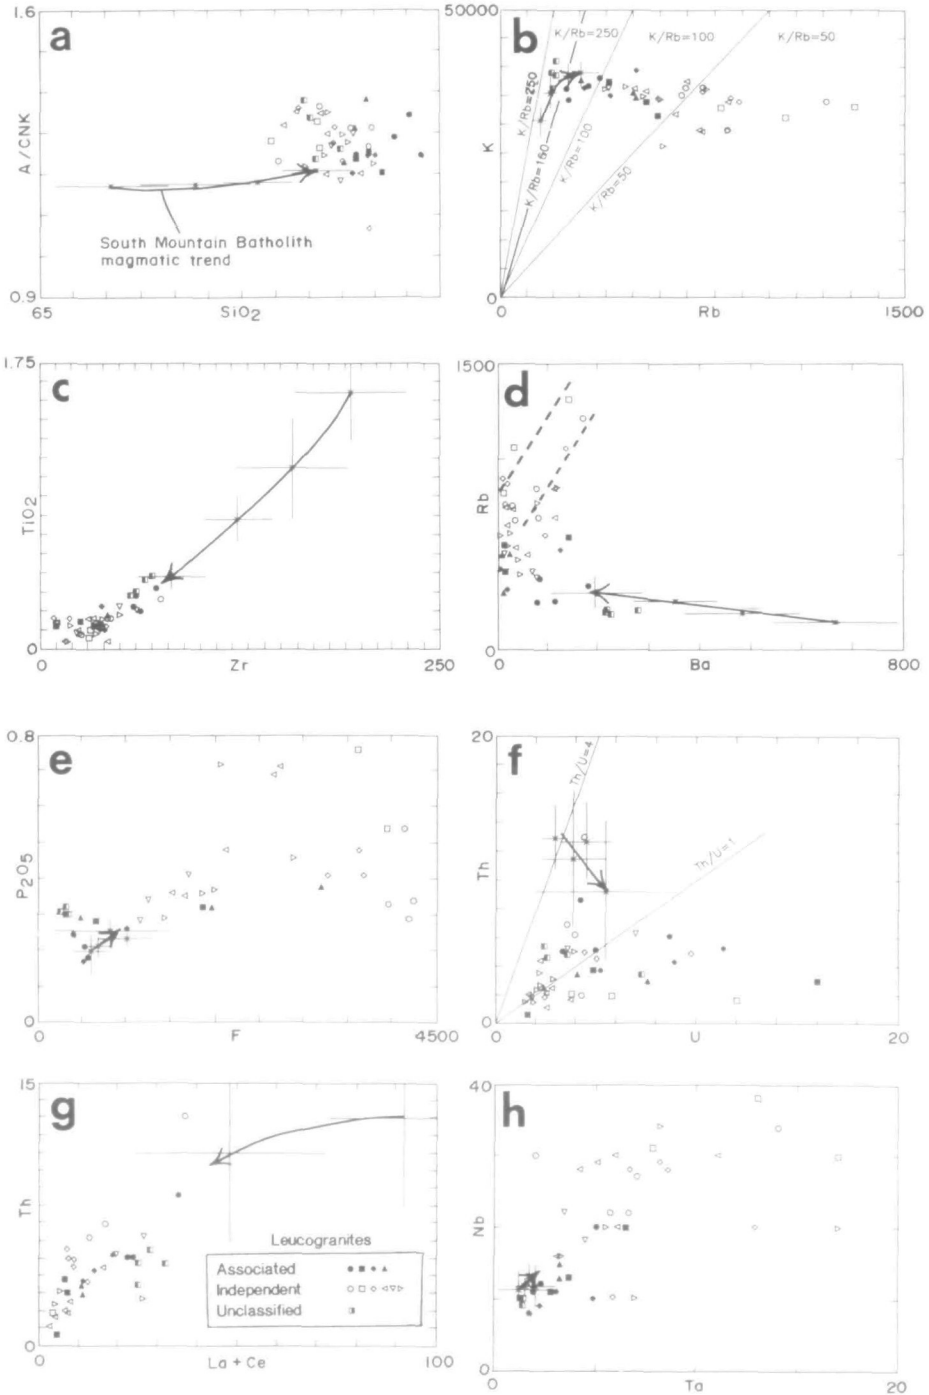 1.6
a
A/CNK
South Mountain Batholith
magmatic trend
0.9
65
SiO2
50000
b
K/Rb=250
K/Rb=100
K/Rb=50
K
K/Rb=250
K/Rb=160
K/Rb=100
K/Rb=50
0
0
Rb
1500
1.75
c
TiO2
0
0
Zr
250
1500
d
Rb
0
0
Ba
800
0.8
e
P2O5
0
0
F
4500
20
f
Th/U=4
Th/U=1
Th
0
0
U
20
15
g
Th
Leucogranites
Associated
Independent
Unclassified
0
0
La+Ce
100
40
h
Nb
0
0
Ta
20